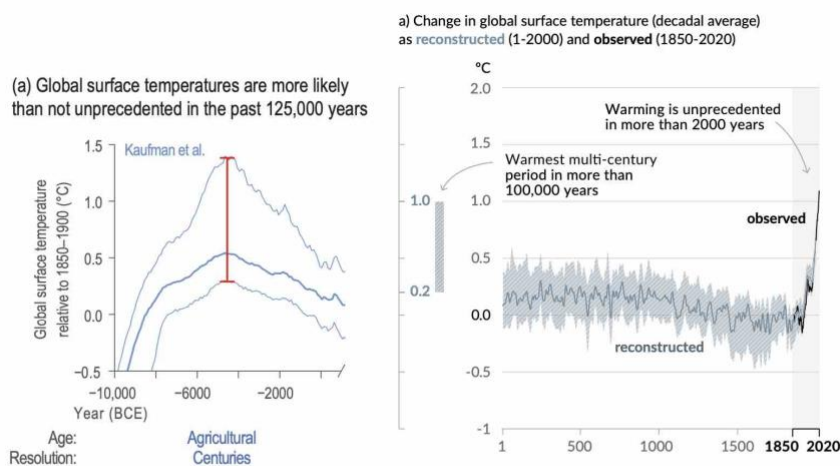 (a) Global surface temperatures are more likely
than not unprecedented in the past 125,000 years
Global surface temperature
relative to 1850–1900 (°C)
1.5
1.0
0.5
0.0
−0.5
Kaufman et al.
−10,000 −6000 −2000
Year (BCE)
Age: Agricultural
Resolution: Centuries
a) Change in global surface temperature (decadal average)
as reconstructed (1-2000) and observed (1850-2020)
°C
2.0
1.5
1.0
0.5
0.0
-0.5
-1
1.0
0.2
Warming is unprecedented
in more than 2000 years
Warmest multi-century
period in more than
100,000 years
observed
reconstructed
1 500 1000 1500 1850 2020